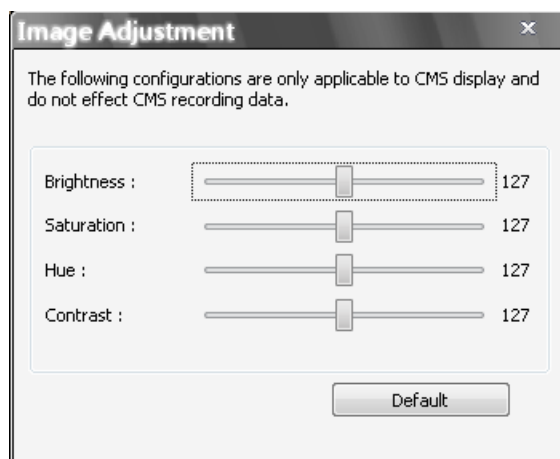 Image Adjustment
The following configurations are only applicable to CMS display and
do not effect CMS recording data.
Brightness : 127
Saturation : 127
Hue : 127
Contrast : 127
Default